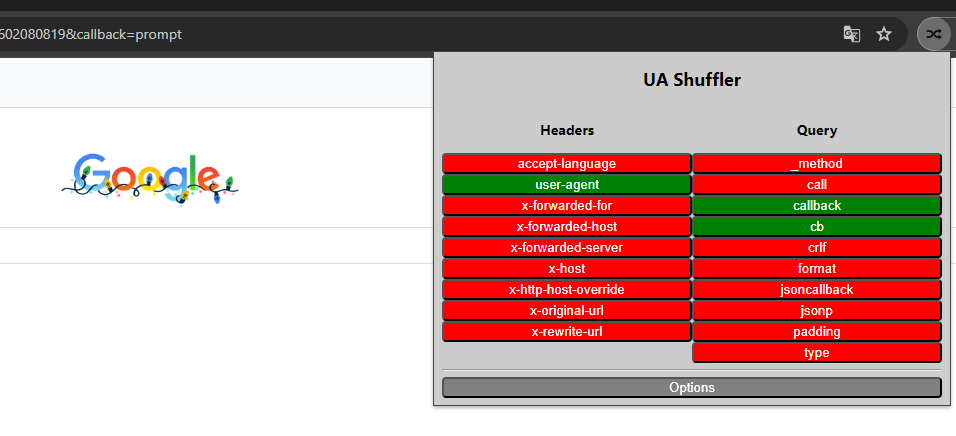 602080819&callback=prompt
UA Shuffler
Google
Headers
Query
accept-language
_method
user-agent
call
x-forwarded-for
callback
x-forwarded-host
cb
x-forwarded-server
crlf
x-host
format
x-http-host-override
jsoncallback
x-original-url
jsonp
x-rewrite-url
padding
type
Options